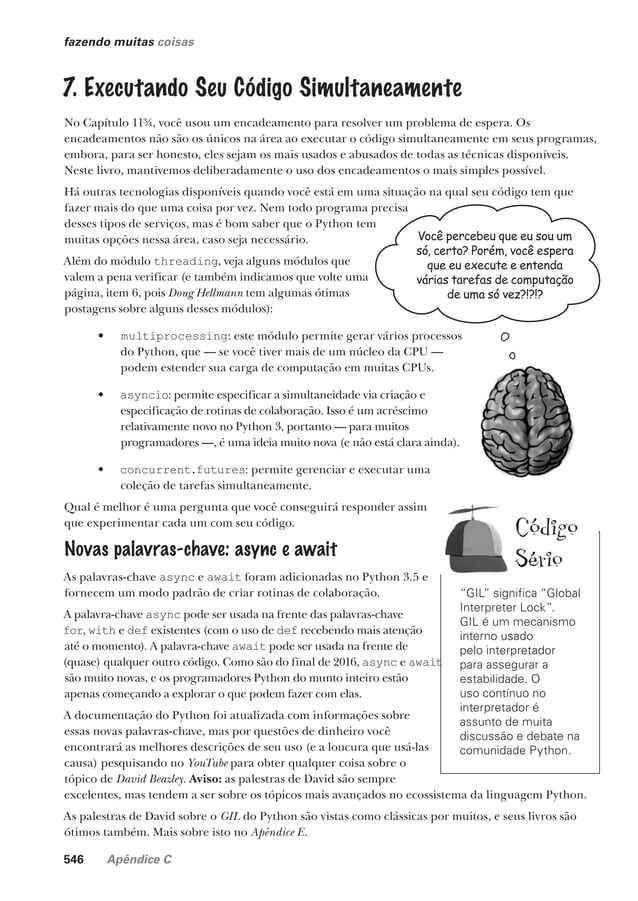 fazendo muitas coisas
7. Executando Seu Código Simultaneamente
No Capítulo 11¾, você usou um encadeamento para resolver um problema de espera. Os
encadeamentos não são os únicos na área ao executar o código simultaneamente em seus programas,
embora, para ser honesto, eles sejam os mais usados e abusados de todas as técnicas disponíveis.
Neste livro, mantivemos deliberadamente o uso dos encadeamentos o mais simples possível.
Há outras tecnologias disponíveis quando você está em uma situação na qual seu código tem que
fazer mais do que uma coisa por vez. Nem todo programa precisa
desses tipos de serviços, mas é bom saber que o Python tem
muitas opções nessa área, caso seja necessário.
Você percebeu que eu sou um
só, certo? Porém, você espera
que eu execute e entenda
várias tarefas de computação
de uma só vez?!?!?
Além do módulo threading, veja alguns módulos que
valem a pena verificar (e também indicamos que volte uma
página, item 6, pois Doug Hellmann tem algumas ótimas
postagens sobre alguns desses módulos):
• multiprocessing: este módulo permite gerar vários processos
do Python, que — se você tiver mais de um núcleo da CPU —
podem estender sua carga de computação em muitas CPUs.
• asyncio: permite especificar a simultaneidade via criação e
especificação de rotinas de colaboração. Isso é um acréscimo
relativamente novo no Python 3, portanto — para muitos
programadores —, é uma ideia muito nova (e não está clara ainda).
• concurrent.futures: permite gerenciar e executar uma
coleção de tarefas simultaneamente.
Qual é melhor é uma pergunta que você conseguirá responder assim
que experimentar cada um com seu código.
Novas palavras-chave: async e await
As palavras-chave async e await foram adicionadas no Python 3.5 e
fornecem um modo padrão de criar rotinas de colaboração.
A palavra-chave async pode ser usada na frente das palavras-chave
for, with e def existentes (com o uso de def recebendo mais atenção
até o momento). A palavra-chave await pode ser usada na frente de
(quase) qualquer outro código. Como são do final de 2016, async e await
são muito novas, e os programadores Python do munto inteiro estão
apenas começando a explorar o que podem fazer com elas.
A documentação do Python foi atualizada com informações sobre
essas novas palavras-chave, mas por questões de dinheiro você
encontrará as melhores descrições de seu uso (e a loucura que usá-las
causa) pesquisando no YouTube para obter qualquer coisa sobre o
tópico de David Beazley. Aviso: as palestras de David são sempre
excelentes, mas tendem a ser sobre os tópicos mais avançados no ecossistema da linguagem Python.
As palestras de David sobre o GIL do Python são vistas como clássicas por muitos, e seus livros são
ótimos também. Mais sobre isto no Apêndice E.
Código
Sério
“GIL” significa “Global
Interpreter Lock”.
GIL é um mecanismo
interno usado
pelo interpretador
para assegurar a
estabilidade. O
uso contínuo no
interpretador é
assunto de muita
discussão e debate na
comunidade Python.
546 Apêndice C